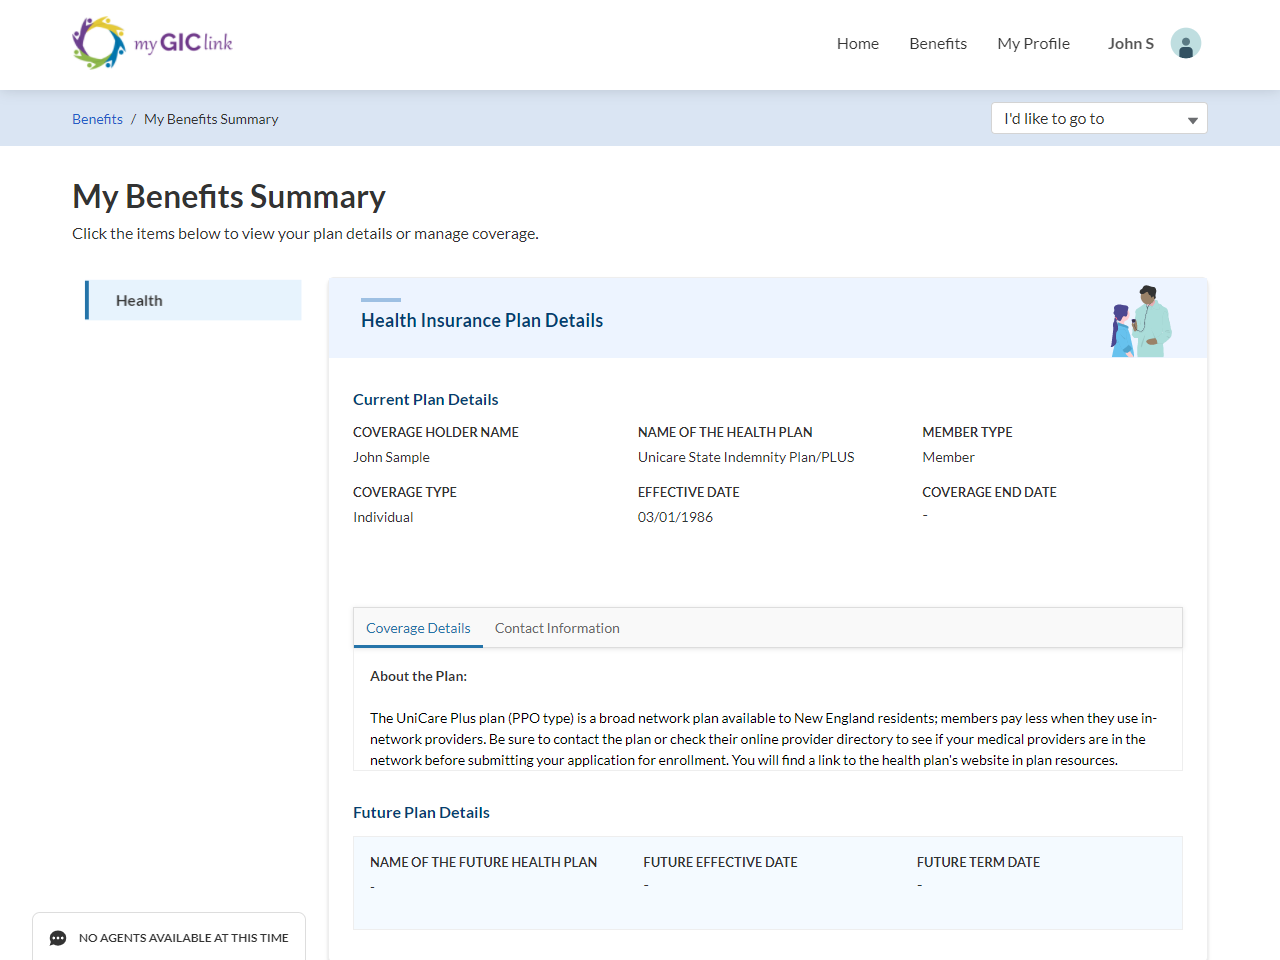 my GIC link
Home Benefits My Profile John S
Benefits / My Benefits Summary
I'd like to go to
My Benefits Summary
Click the items below to view your plan details or manage coverage.
Health
Health Insurance Plan Details
Current Plan Details
COVERAGE HOLDER NAME NAME OF THE HEALTH PLAN MEMBER TYPE
John Sample Unicare State Indemnity Plan/PLUS Member
COVERAGE TYPE EFFECTIVE DATE COVERAGE END DATE
Individual 03/01/1986 -
Coverage Details Contact Information
About the Plan:
The UniCare Plus plan (PPO type) is a broad network plan available to New England residents; members pay less when they use in-
network providers. Be sure to contact the plan or check their online provider directory to see if your medical providers are in the
network before submitting your application for enrollment. You will find a link to the health plan's website in plan resources.
Future Plan Details
NAME OF THE FUTURE HEALTH PLAN FUTURE EFFECTIVE DATE FUTURE TERM DATE
- - -
NO AGENTS AVAILABLE AT THIS TIME